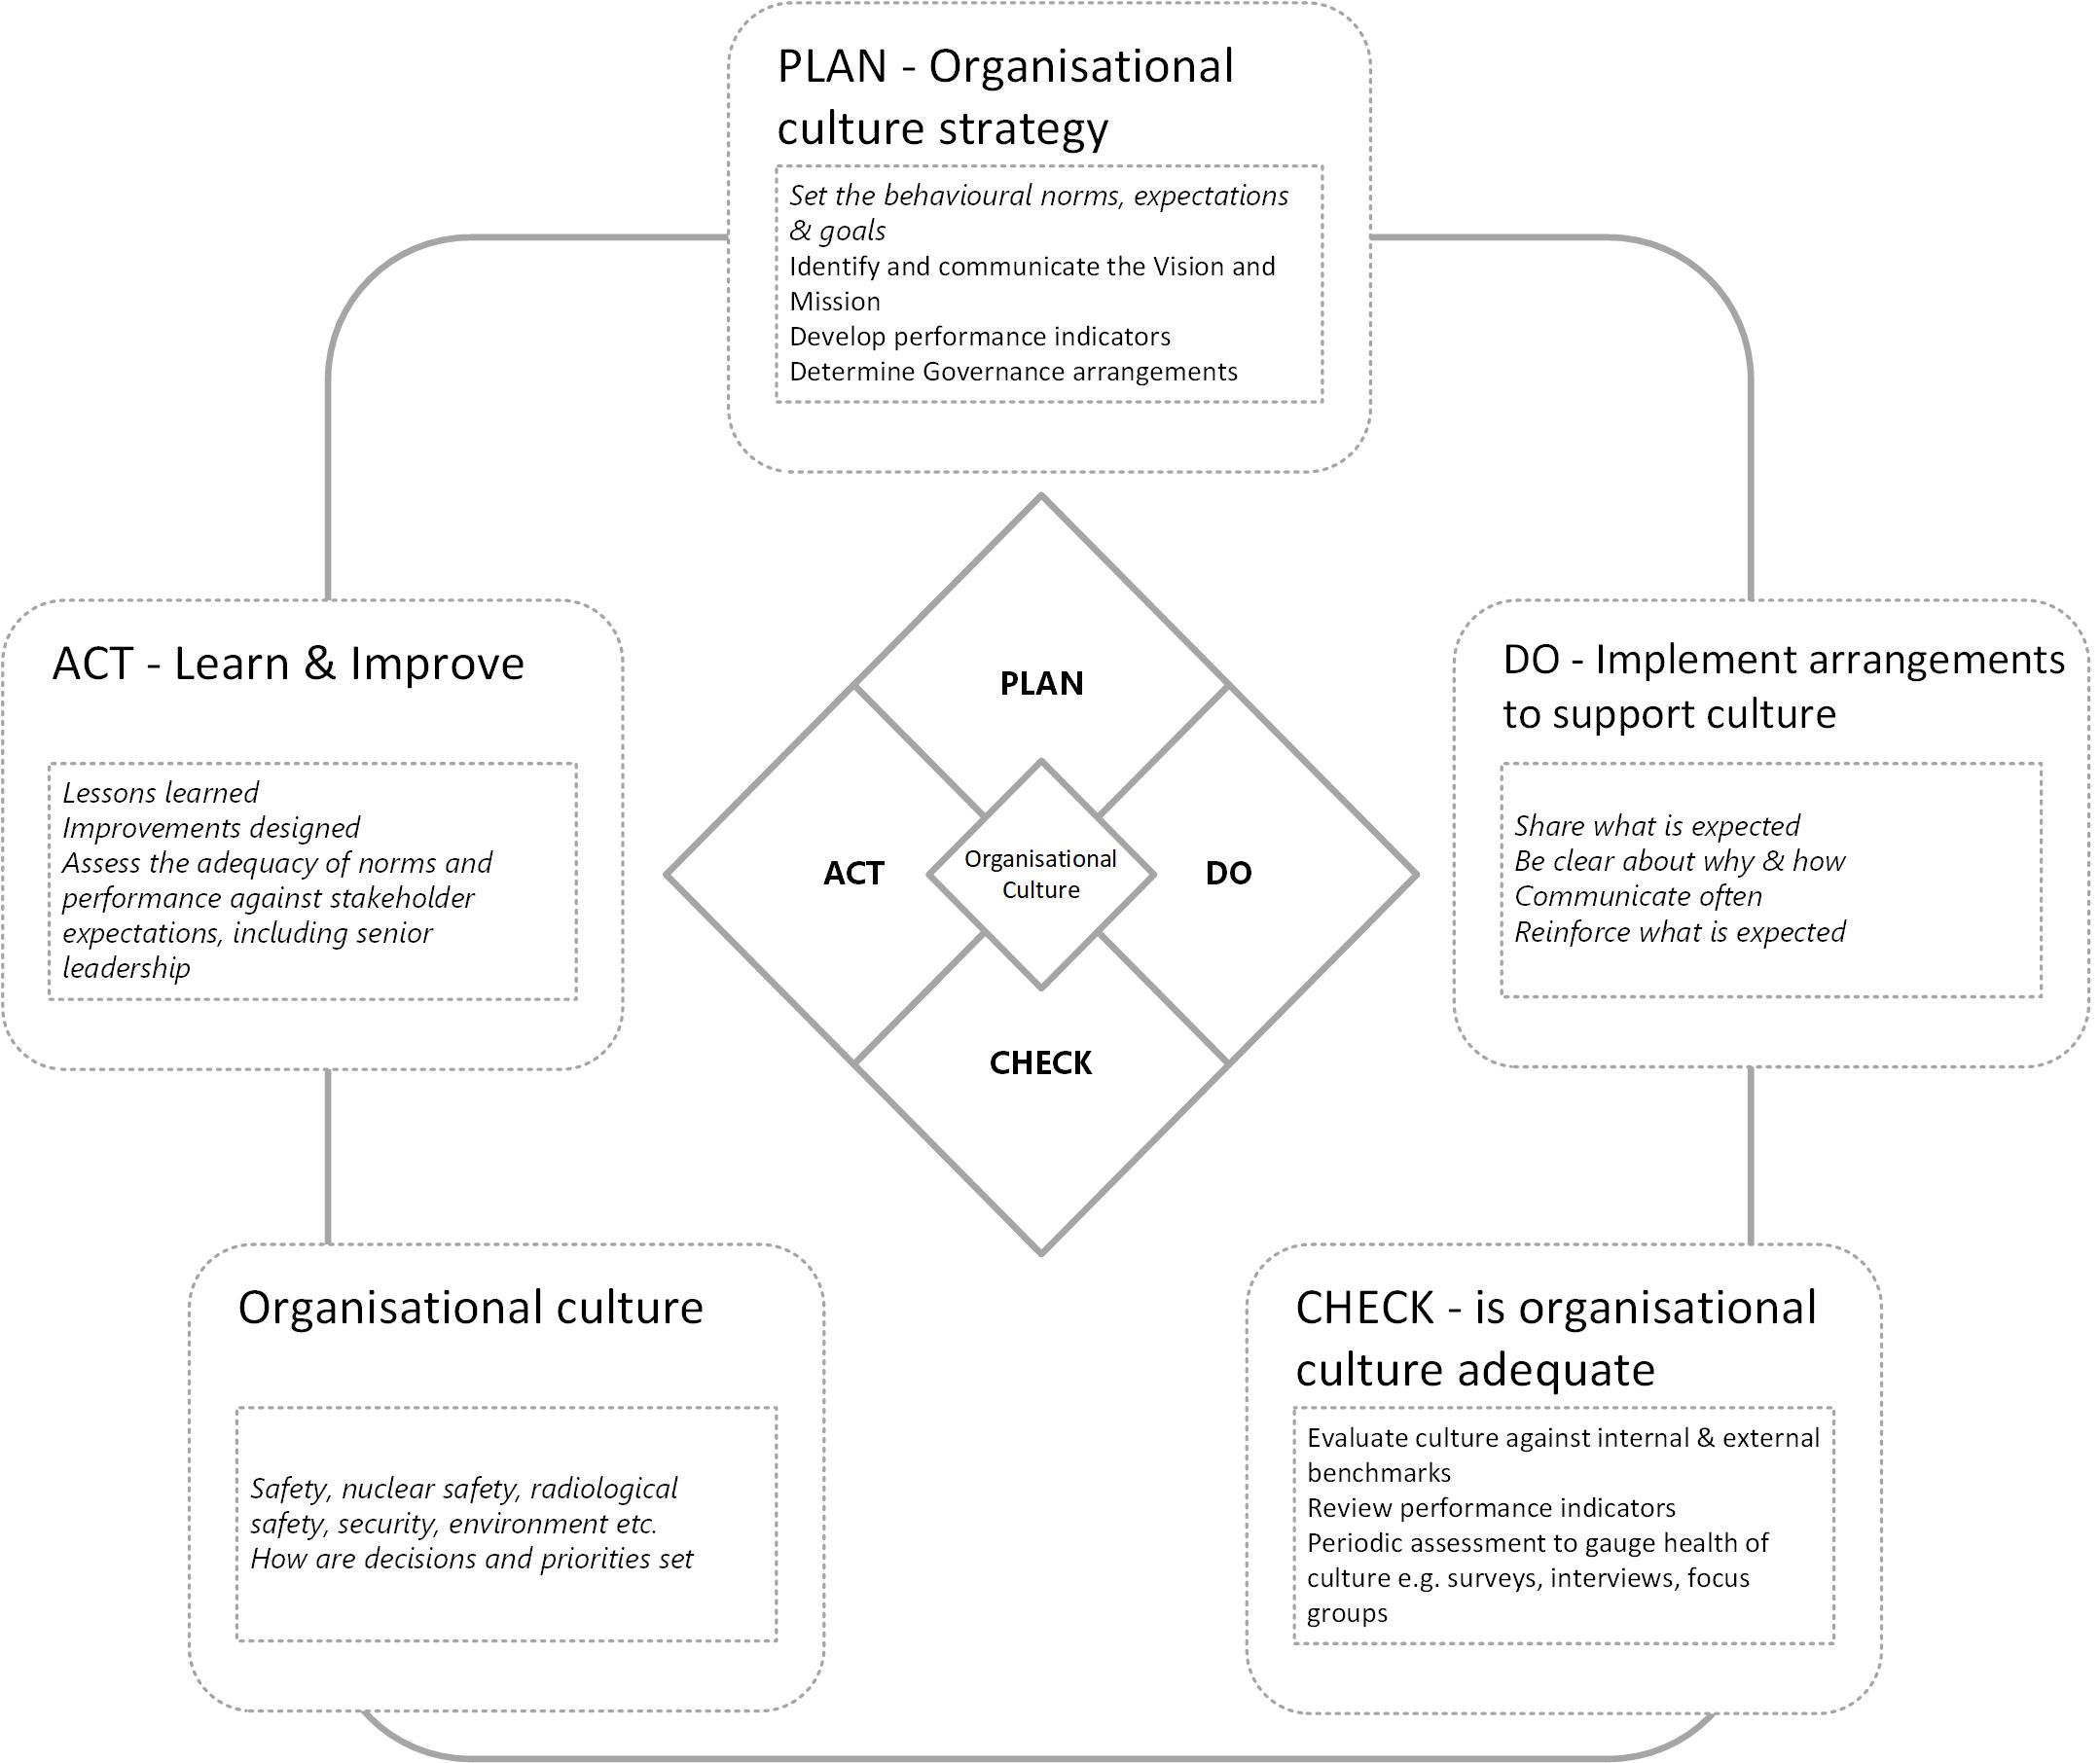 PLAN - Organisational
culture strategy
Set the behavioural norms, expectations
& goals
Identify and communicate the Vision and
Mission
Develop performance indicators
Determine Governance arrangements
ACT - Learn & Improve
Lessons learned
Improvements designed
Assess the adequacy of norms and
performance against stakeholder
expectations, including senior
leadership
PLAN
ACT
Organisational
Culture
DO
CHECK
DO - Implement arrangements
to support culture
Share what is expected
Be clear about why & how
Communicate often
Reinforce what is expected
Organisational culture
Safety, nuclear safety, radiological
safety, security, environment etc.
How are decisions and priorities set
CHECK - is organisational
culture adequate
Evaluate culture against internal & external
benchmarks
Review performance indicators
Periodic assessment to gauge health of
culture e.g. surveys, interviews, focus
groups